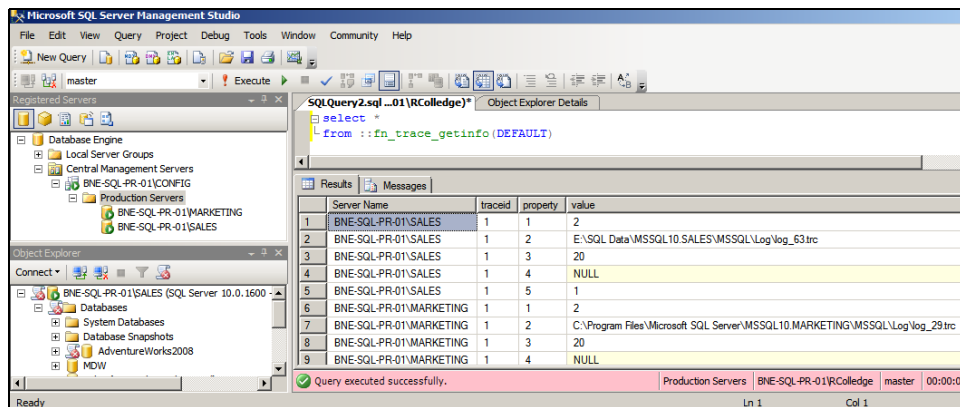 Microsoft SQL Server Management Studio
File Edit View Query Project Debug Tools Window Community Help
New Query
master Execute
Registered Servers
Database Engine
Local Server Groups
Central Management Servers
BNE-SQL-PR-01\CONFIG
Production Servers
BNE-SQL-PR-01\MARKETING
BNE-SQL-PR-01\SALES
Object Explorer
Connect
BNE-SQL-PR-01\SALES (SQL Server 10.0.1600 -
Databases
System Databases
Database Snapshots
AdventureWorks2008
MDW
SQLQuery2.sql ...01\RColledge)* Object Explorer Details
select *
from ::fn_trace_getinfo(DEFAULT)
Results Messages
Server Name traceid property value
1 BNE-SQL-PR-01\SALES 1 1 2
2 BNE-SQL-PR-01\SALES 1 2 E:\SQL Data\MSSQL10.SALES\MSSQL\Log\log_63.trc
3 BNE-SQL-PR-01\SALES 1 3 20
4 BNE-SQL-PR-01\SALES 1 4 NULL
5 BNE-SQL-PR-01\SALES 1 5 1
6 BNE-SQL-PR-01\MARKETING 1 1 2
7 BNE-SQL-PR-01\MARKETING 1 2 C:\Program Files\Microsoft SQL Server\MSSQL10.MARKETING\MSSQL\Log\log_29.trc
8 BNE-SQL-PR-01\MARKETING 1 3 20
9 BNE-SQL-PR-01\MARKETING 1 4 NULL
Query executed successfully. Production Servers BNE-SQL-PR-01\RColledge master 00:00:0
Ready Ln 1 Col 1